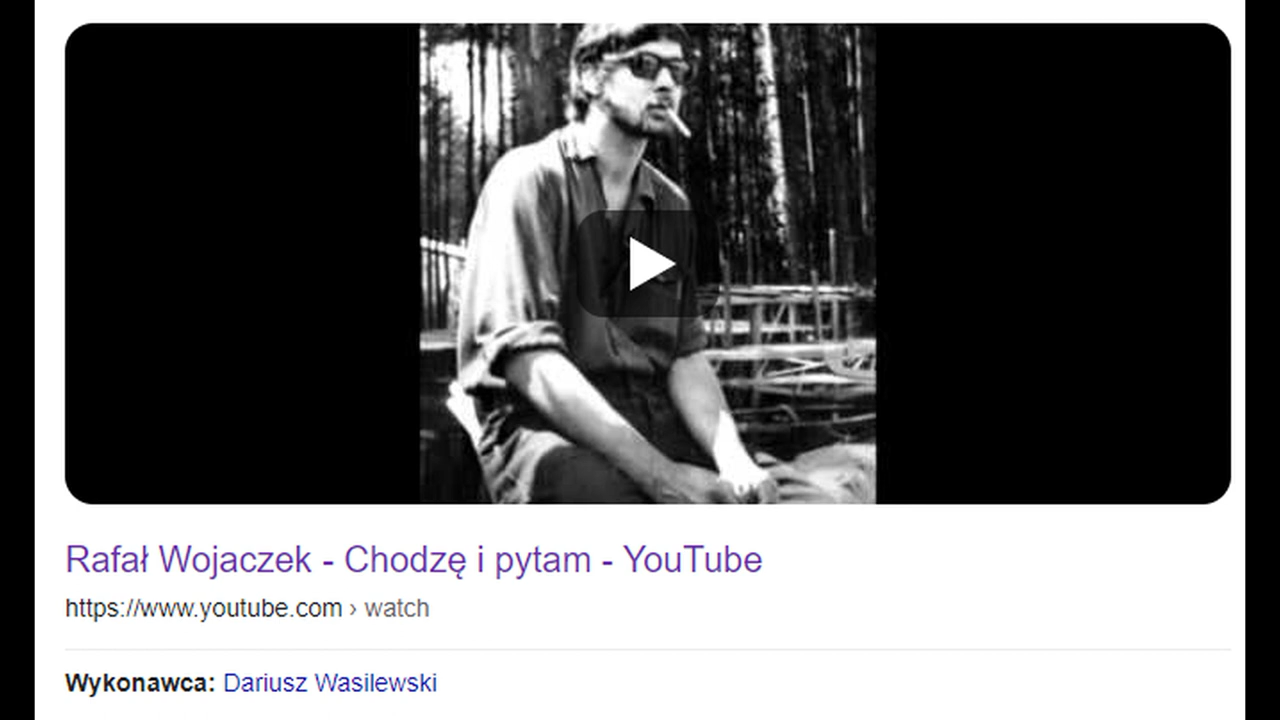 Rafał Wojaczek - Chodzę i pytam - YouTube
https://www.youtube.com › watch
Wykonawca: Dariusz Wasilewski